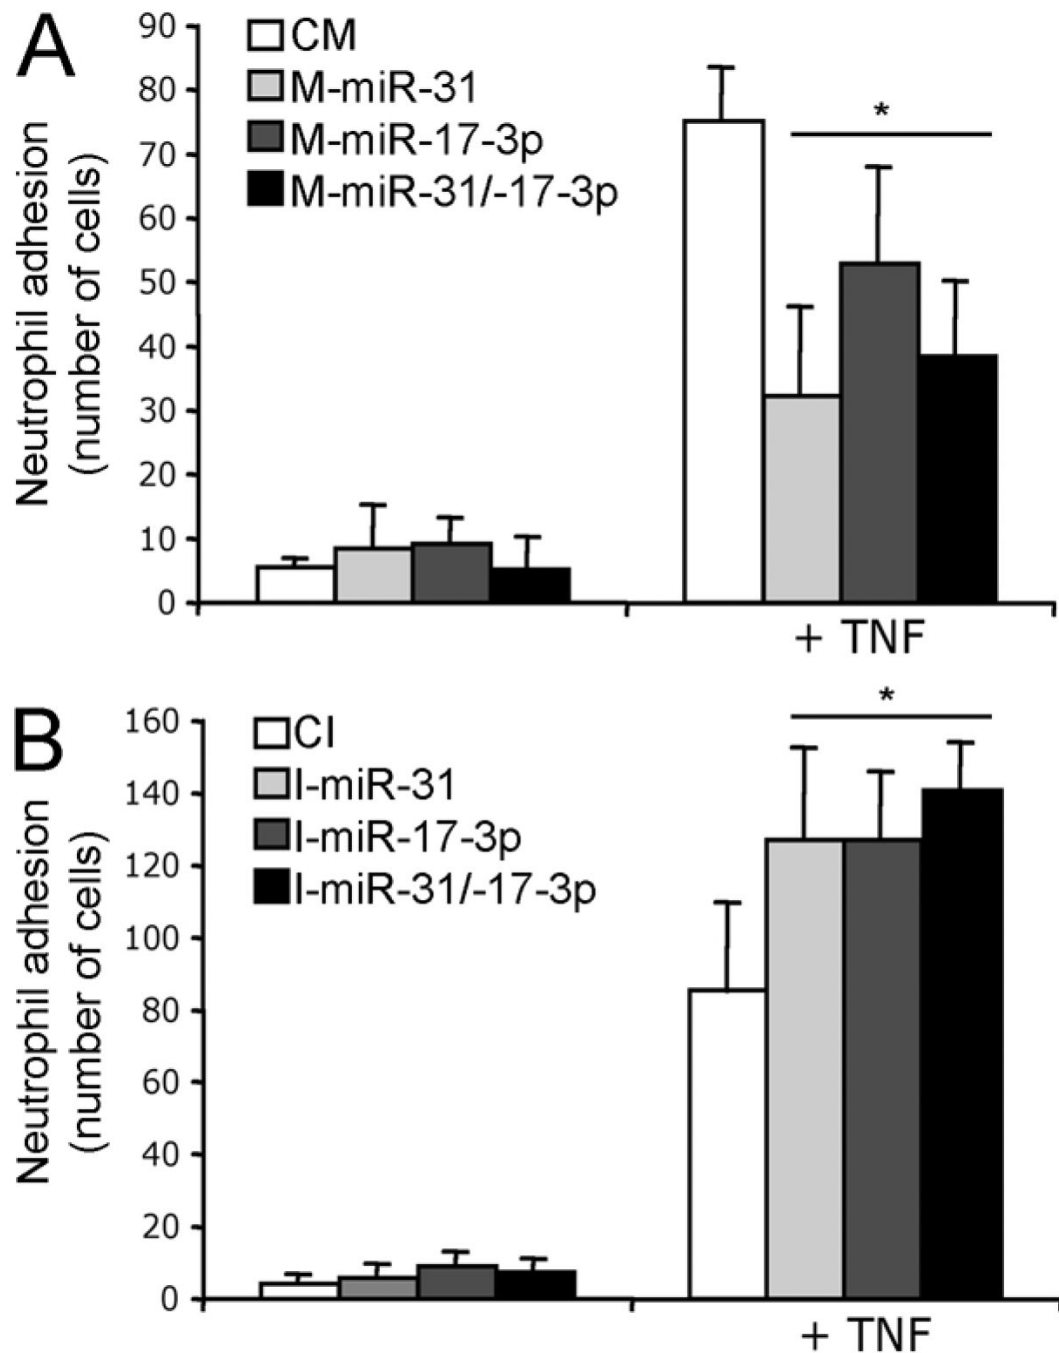 A
Neutrophil adhesion
(number of cells)
90
80
70
60
50
40
30
20
10
0
CM
M-miR-31
M-miR-17-3p
M-miR-31/-17-3p
*
+ TNF
B
Neutrophil adhesion
(number of cells)
160
140
120
100
80
60
40
20
0
CI
I-miR-31
I-miR-17-3p
I-miR-31/-17-3p
*
+ TNF